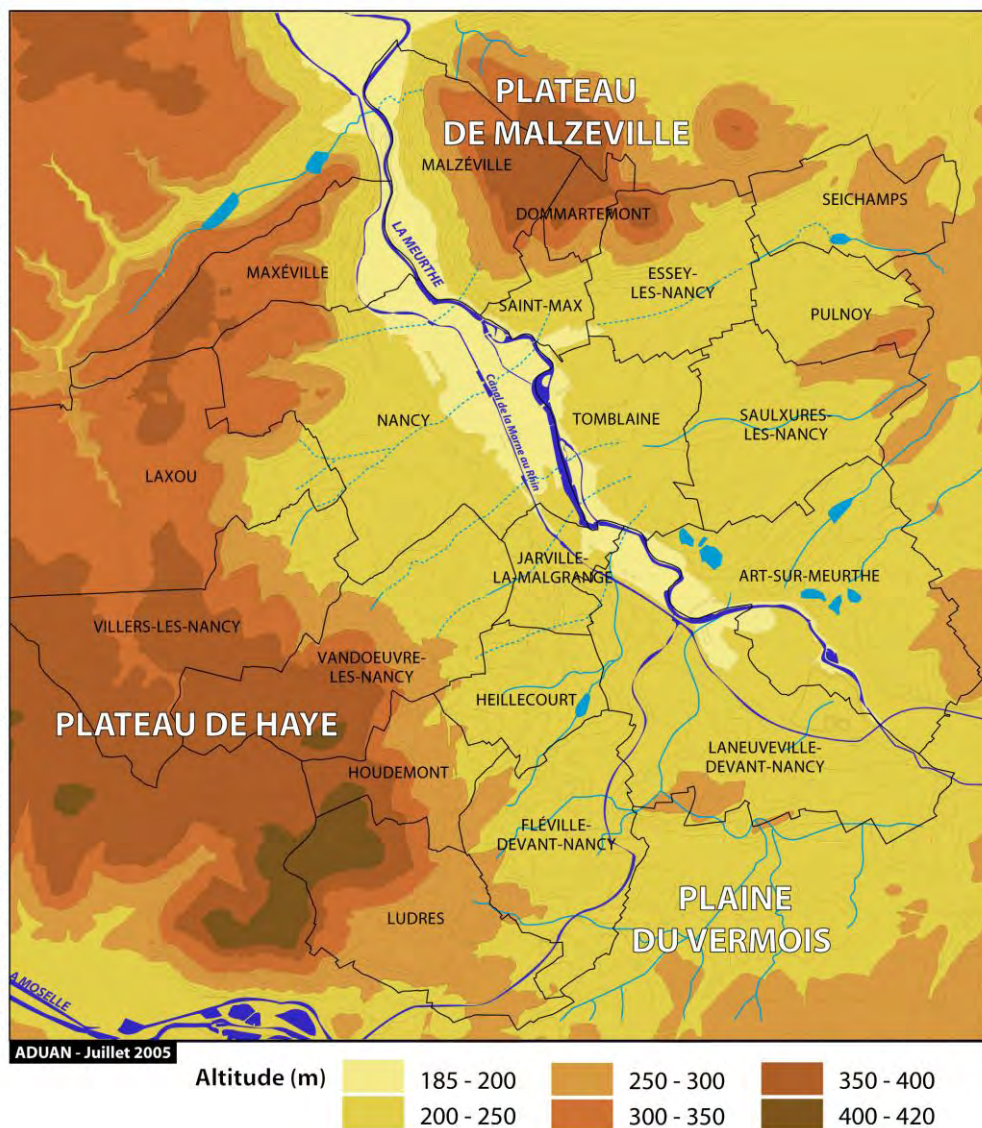 PLATEAU
DE MALZEVILLE
MALZÉVILLE
DOMMARTEMONT
SEICHAMPS
LA MEURTHE
MAXÉVILLE
ESSEY-
LES-NANCY
SAINT-MAX
PULNOY
Canal de la Marne au Rhin
NANCY
TOMBLAINE
SAULXURES-
LES-NANCY
LAXOU
JARVILLE-
LA-MALGRANGE
ART-SUR-MEURTHE
VILLERS-LES-NANCY
VANDOEUVRE-
LES-NANCY
HEILLECOURT
PLATEAU DE HAYE
LANEUVEVILLE-
DEVANT-NANCY
HOUDEMONT
FLÉVILLE-
DEVANT-NANCY
PLAINE
DU VERMOIS
LUDRES
A MOSELLE
ADUAN - Juillet 2005
Altitude (m)
185 - 200
250 - 300
350 - 400
200 - 250
300 - 350
400 - 420